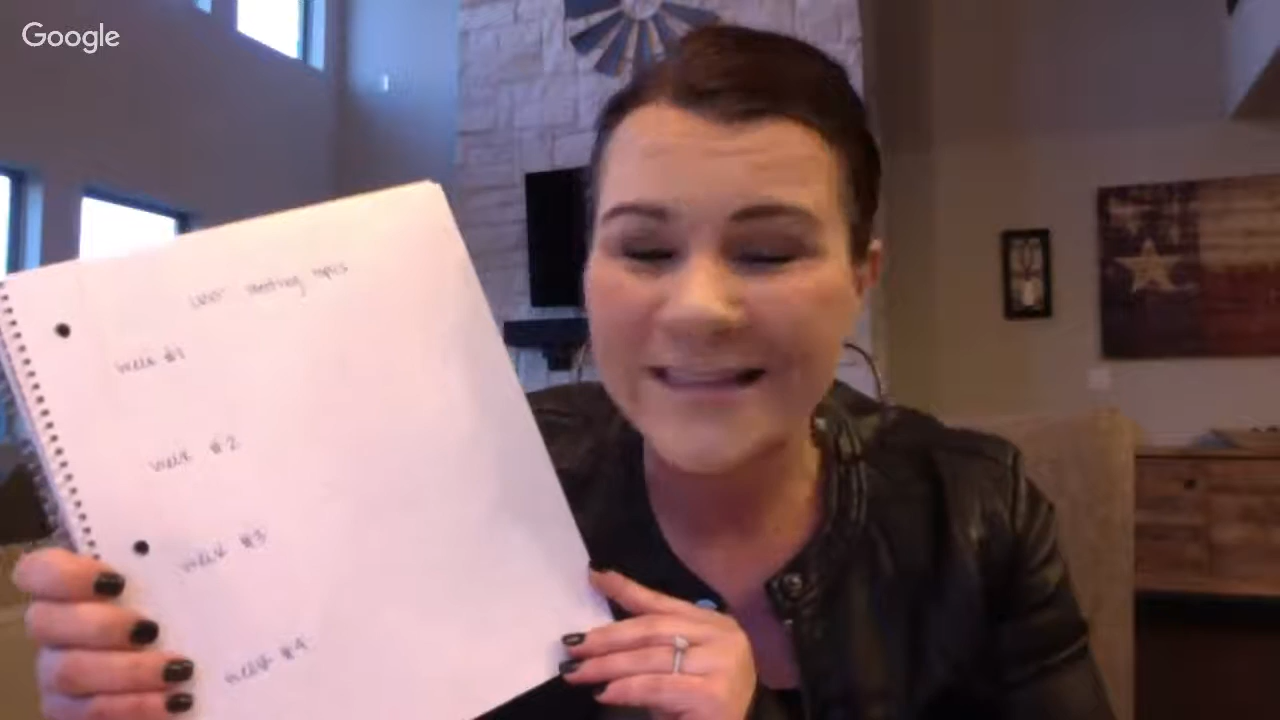 Google
meeting topics
week #1
week #2
week #3
week #4